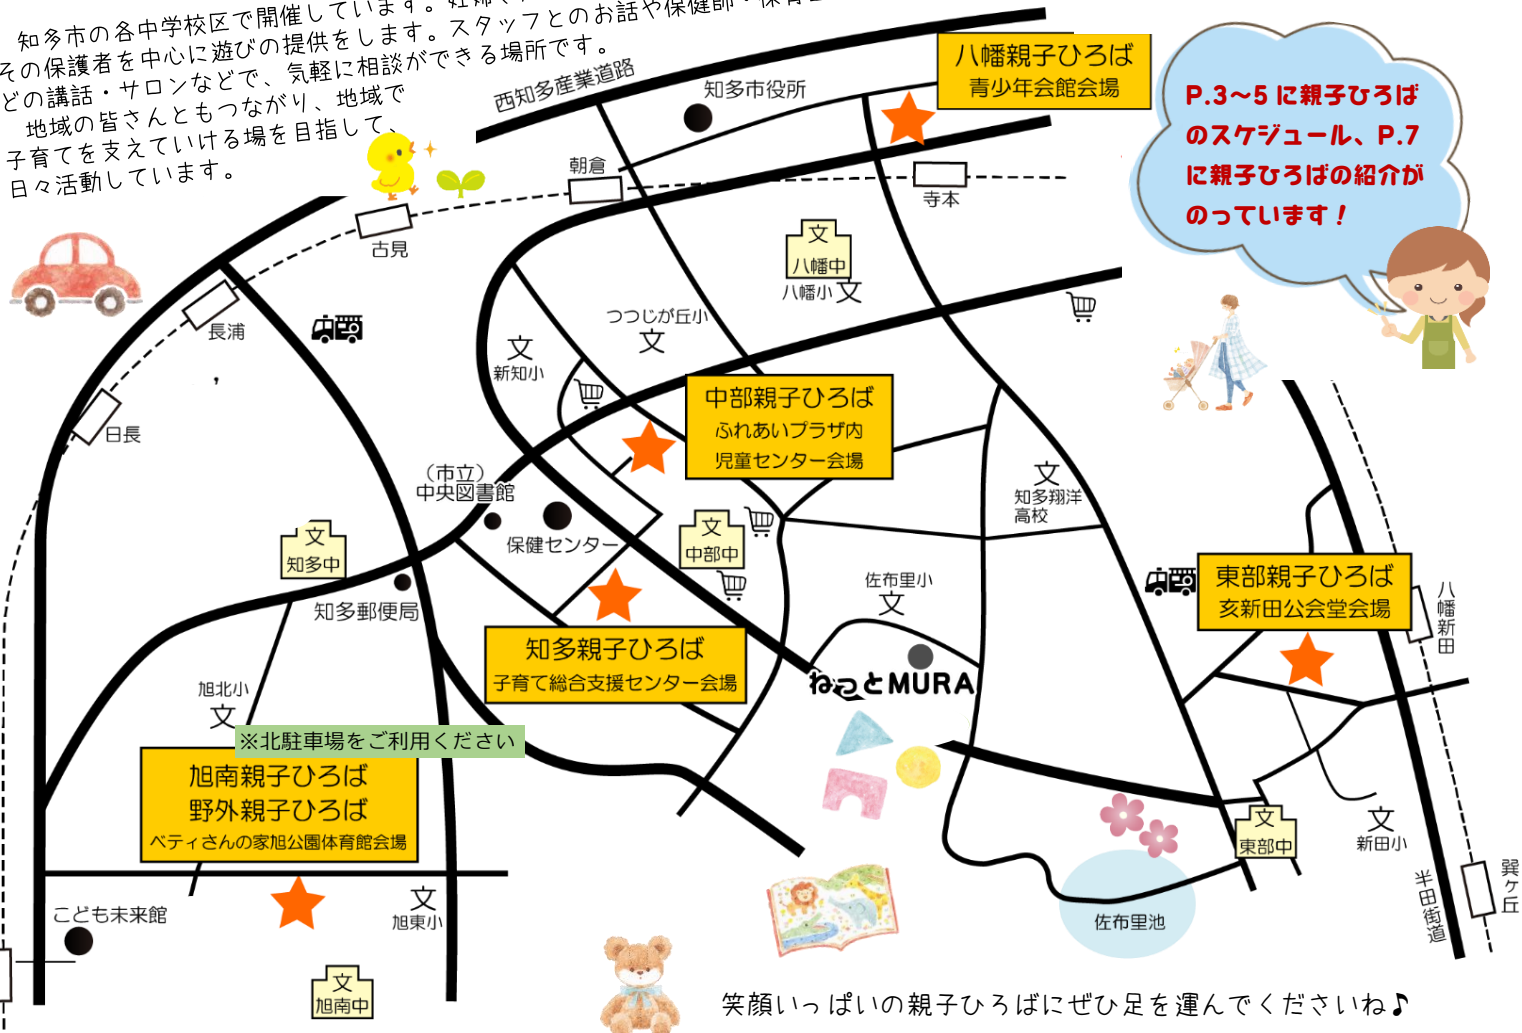 知多市の各中学校区で開催しています。
その保護者を中心に遊びの提供をします。スタッフとのお話や保健師・保育士
どの講話・サロンなどで、気軽に相談ができる場所です。
地域の皆さんともつながり、地域で
子育てを支えていける場を目指して、
日々活動しています。
西知多産業道路
知多市役所
八幡親子ひろば
青少年会館会場
P.3～5に親子ひろば
のスケジュール、P.7
に親子ひろばの紹介が
のっています！
朝倉
寺本
古見
文
八幡中
八幡小 文
長浦
つつじが丘小
文
文
新知小
日長
中部親子ひろば
ふれあいプラザ内
児童センター会場
（市立）
中央図書館
保健センター
文
知多翔洋
高校
文
知多中
文
中部中
知多郵便局
佐布里小
文
東部親子ひろば
亥新田公会堂会場
八幡新田
知多親子ひろば
子育て総合支援センター会場
ねっとMURA
旭北小
文
※北駐車場をご利用ください
旭南親子ひろば
野外親子ひろば
ベティさんの家旭公園体育館会場
文
東部中
文
新田小
こども未来館
文
旭東小
佐布里池
半田街道
巽ヶ丘
文
旭南中
笑顔いっぱいの親子ひろばにぜひ足を運んでくださいね♪